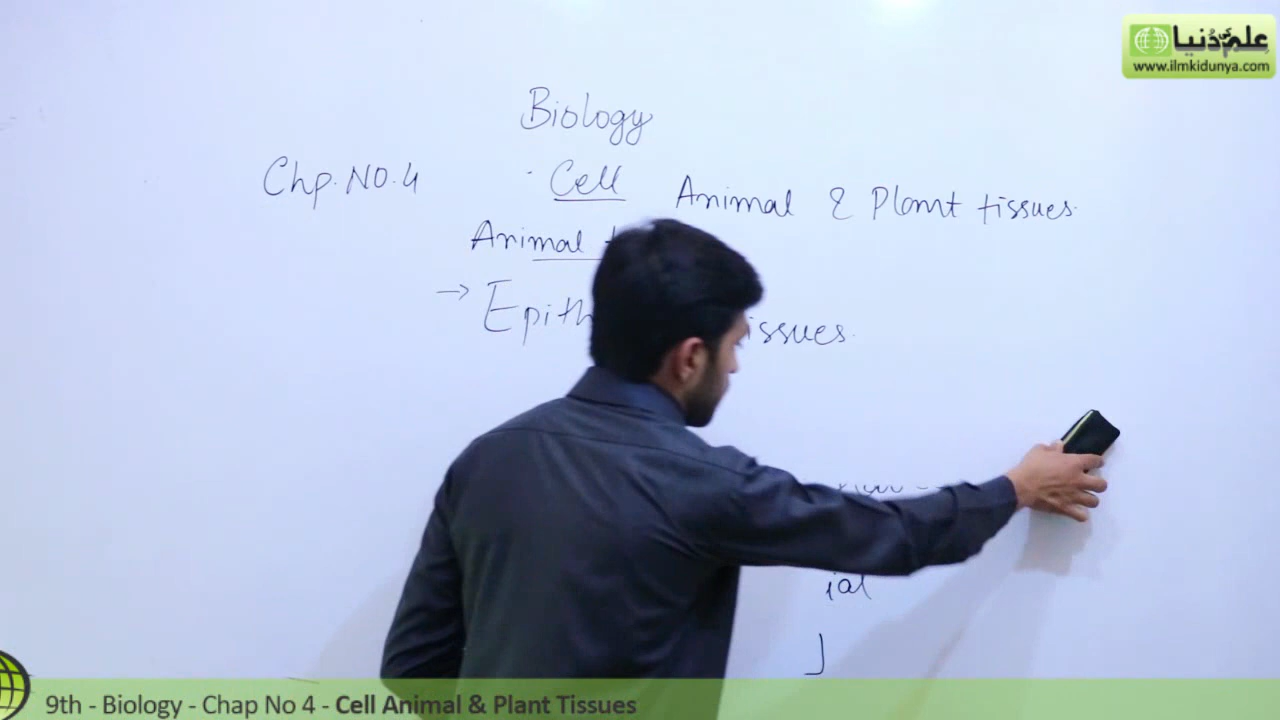 علم کی دُنیا
www.ilmkidunya.com
Biology
Chp. NO. 4 Cell Animal & Plant tissues.
Animal
→ Epith issues.
ial
9th - Biology - Chap No 4 - Cell Animal & Plant Tissues